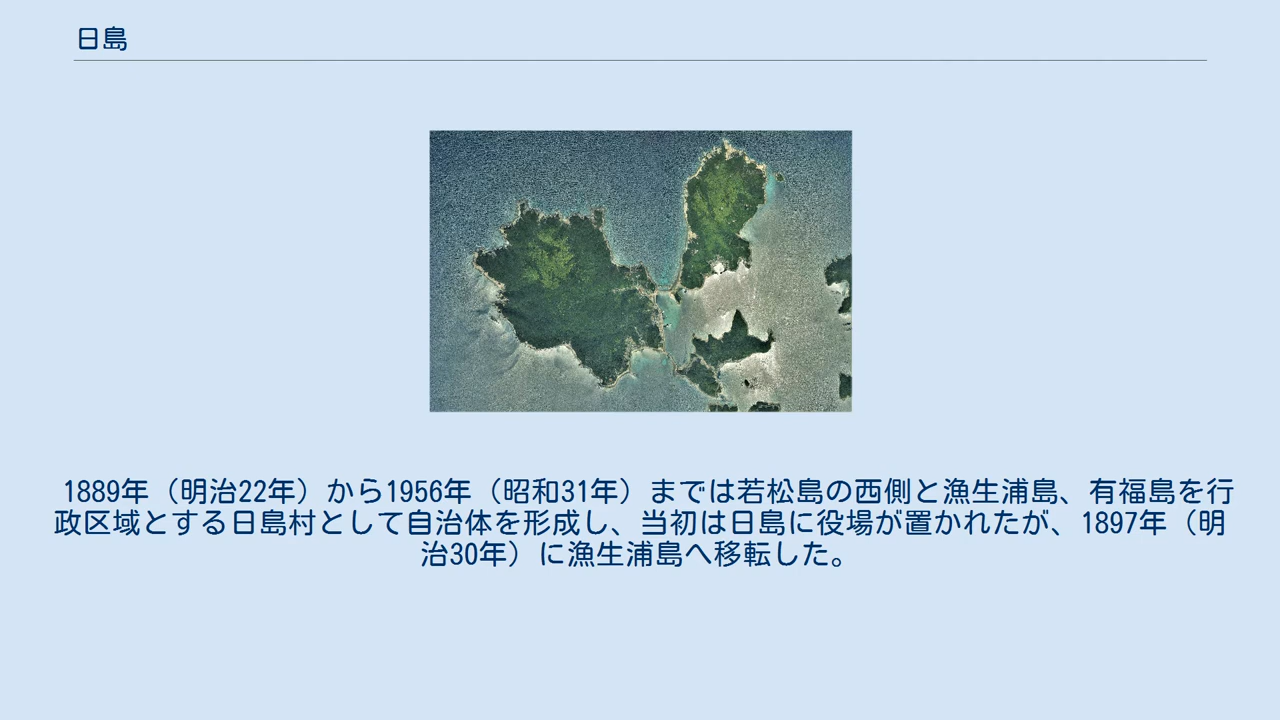 日島
1889年（明治22年）から1956年（昭和31年）までは若松島の西側と漁生浦島、有福島を行
政区域とする日島村として自治体を形成し、当初は日島に役場が置かれたが、1897年（明
治30年）に漁生浦島へ移転した。